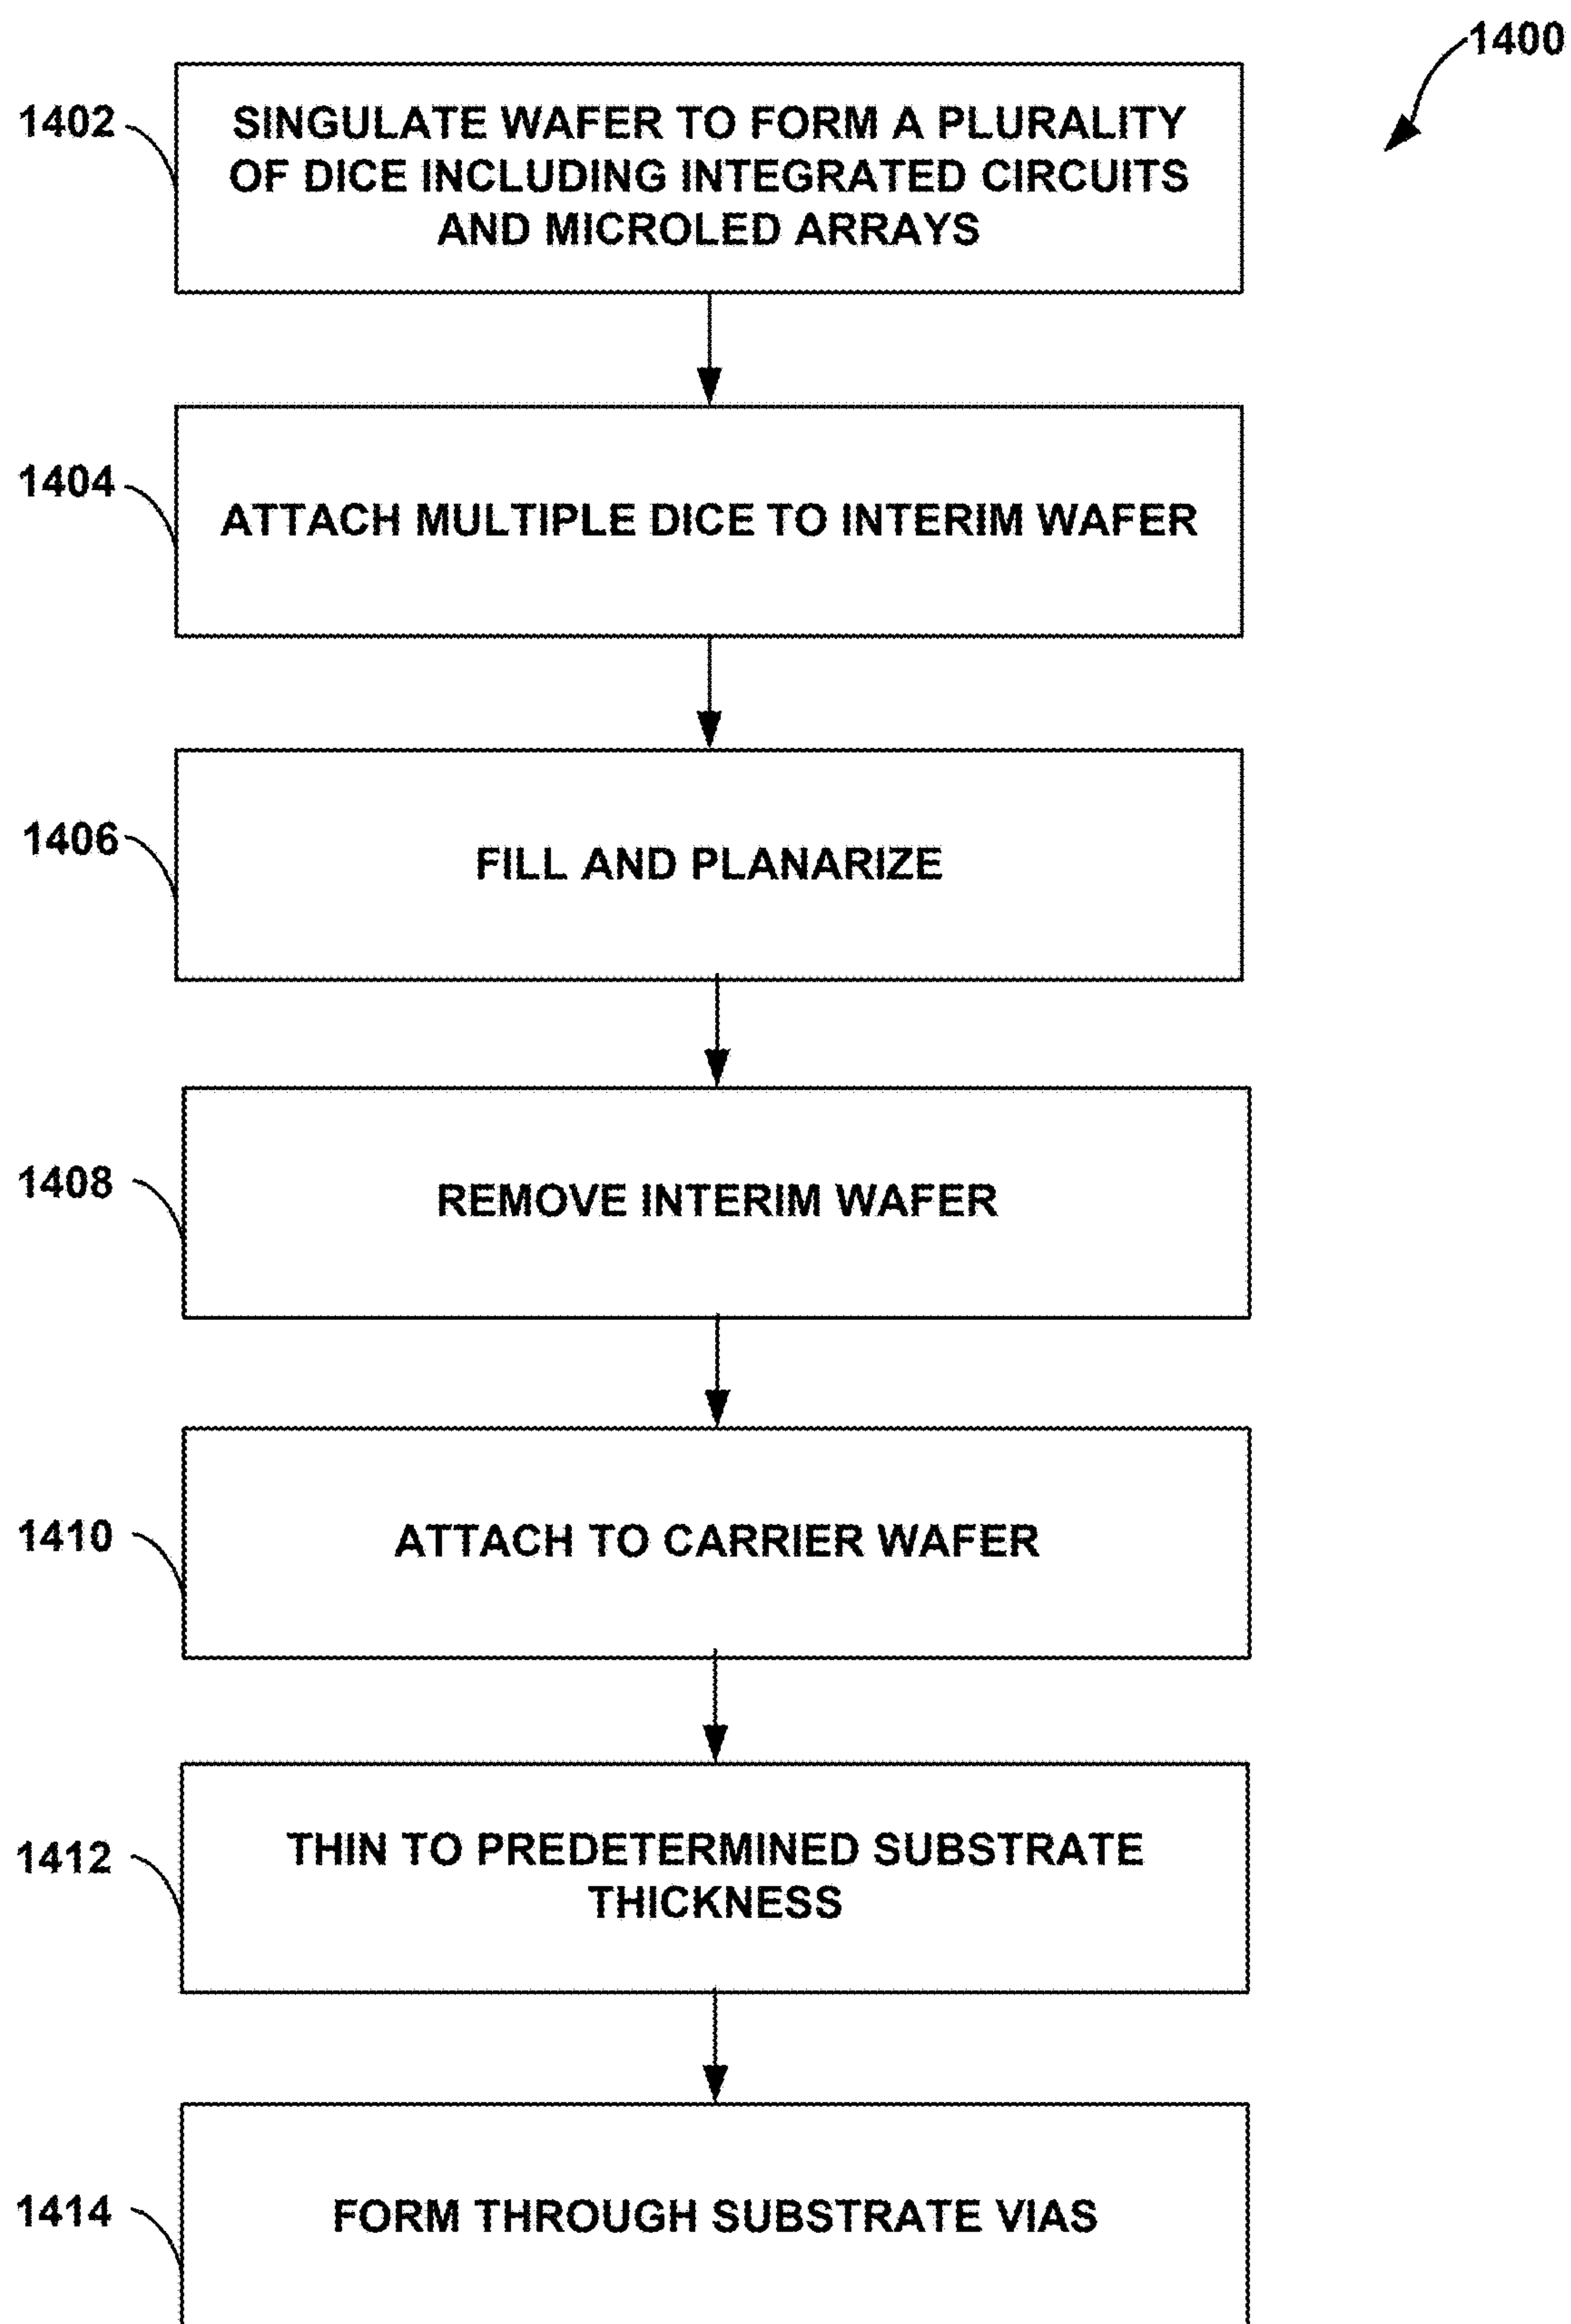 1400
1402
SINGULATE WAFER TO FORM A PLURALITY
OF DICE INCLUDING INTEGRATED CIRCUITS
AND MICROLED ARRAYS
1404
ATTACH MULTIPLE DICE TO INTERIM WAFER
1406
FILL AND PLANARIZE
1408
REMOVE INTERIM WAFER
1410
ATTACH TO CARRIER WAFER
1412
THIN TO PREDETERMINED SUBSTRATE
THICKNESS
1414
FORM THROUGH SUBSTRATE VIAS